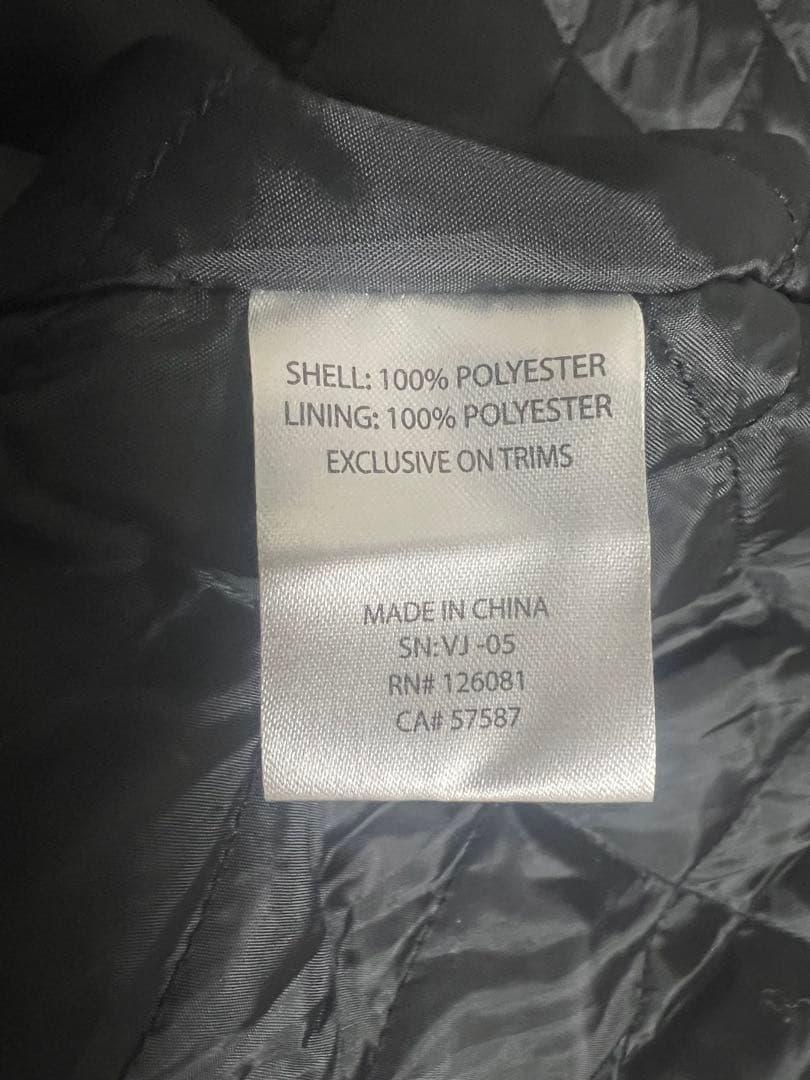 SHELL: 100% POLYESTER
LINING: 100% POLYESTER
EXCLUSIVE ON TRIMS
MADE IN CHINA
SN:VJ -05
RN# 126081
CA# 57587